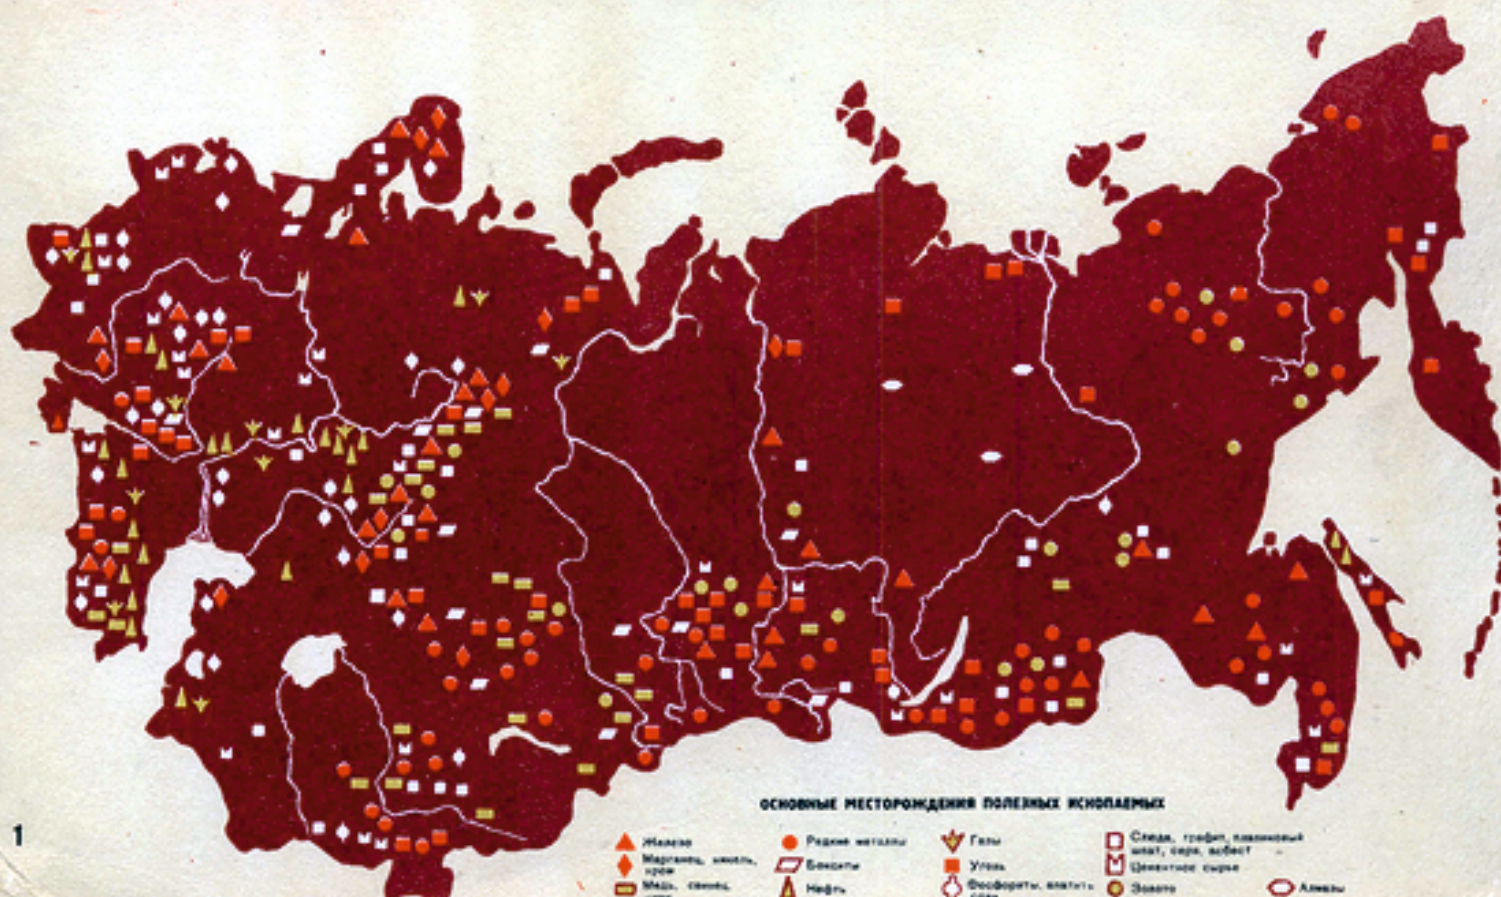 ОСНОВНЫЕ МЕСТОРОЖДЕНИЯ ПОЛЕЗНЫХ ИСКОПАЕМЫХ
Железо
Марганец, никель,
хром
Медь, свинец,
Редкие металлы
Бокситы
Нефть
Газы
Уголь
Фосфориты, апатиты
Слюда, графит, плавиковый
шпат, сера, асбест
Цементное сырье
Золото
Алмазы
1